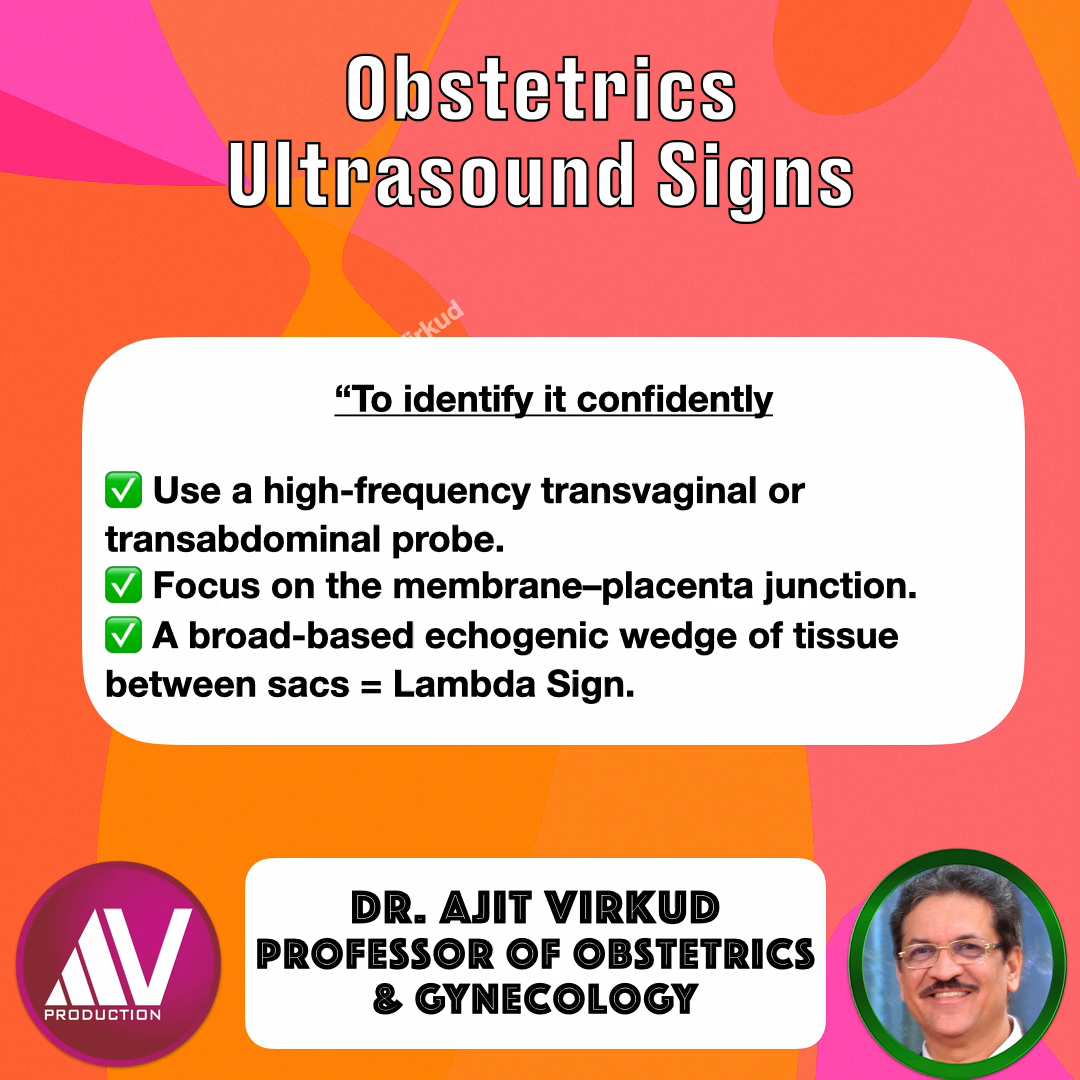 Obstetrics
Ultrasound Signs
“To identify it confidently
✅ Use a high-frequency transvaginal or
transabdominal probe.
✅ Focus on the membrane–placenta junction.
✅ A broad-based echogenic wedge of tissue
between sacs = Lambda Sign.
DR. AJIT VIRKUD
PROFESSOR OF OBSTETRICS
& GYNECOLOGY
AV
PRODUCTION